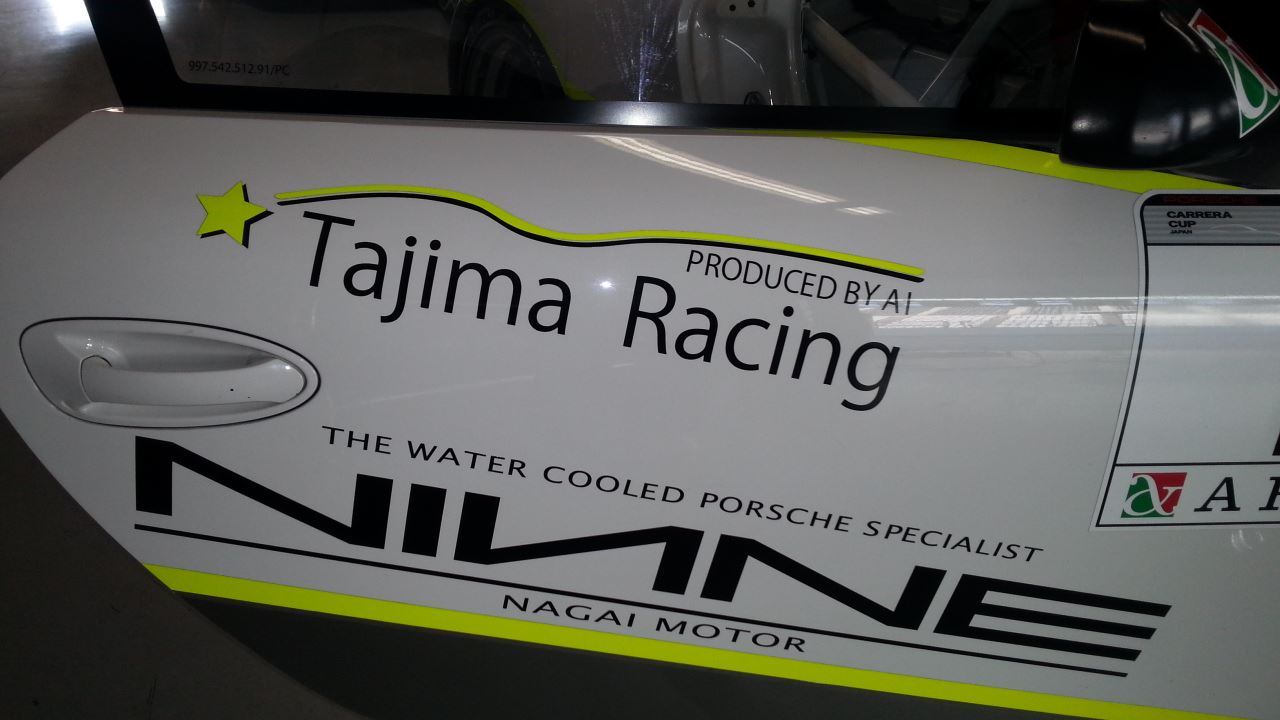 997.542.512.91/PC
PORSCHE
CARRERA
CUP
JAPAN
PRODUCED BY AI
Tajima Racing
THE WATER COOLED PORSCHE SPECIALIST
NAGAI MOTOR